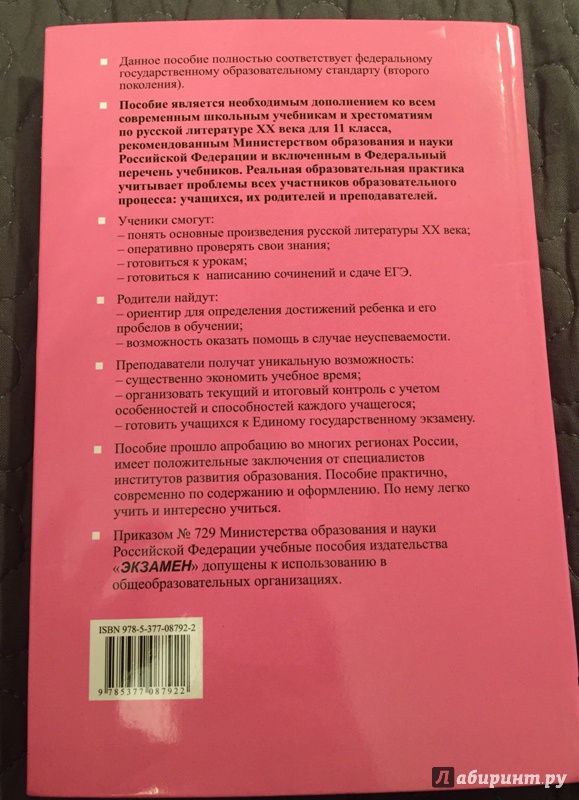 Данное пособие полностью соответствует федеральному
государственному образовательному стандарту (второго
поколения).
Пособие является необходимым дополнением ко всем
современным школьным учебникам и хрестоматиям
по русской литературе XX века для 11 класса,
рекомендованным Министерством образования и науки
Российской Федерации и включенным в Федеральный
перечень учебников. Реальная образовательная практика
учитывает проблемы всех участников образовательного
процесса: учащихся, их родителей и преподавателей.
Ученики смогут:
– понять основные произведения русской литературы XX века;
– оперативно проверять свои знания;
– готовиться к урокам;
– готовиться к написанию сочинений и сдаче ЕГЭ.
Родители найдут:
– ориентир для определения достижений ребенка и его
пробелов в обучении;
– возможность оказать помощь в случае неуспеваемости.
Преподаватели получат уникальную возможность:
– существенно экономить учебное время;
– организовать текущий и итоговый контроль с учетом
особенностей и способностей каждого учащегося;
– готовить учащихся к Единому государственному экзамену.
Пособие прошло апробацию во многих регионах России,
имеет положительные заключения от специалистов
институтов развития образования. Пособие практично,
современно по содержанию и оформлению. По нему легко
учить и интересно учиться.
Приказом № 729 Министерства образования и науки
Российской Федерации учебные пособия издательства
«ЭКЗАМЕН» допущены к использованию в
общеобразовательных организациях.
ISBN 978-5-377-08792-2
9 785377 087922
Лабиринт.ру